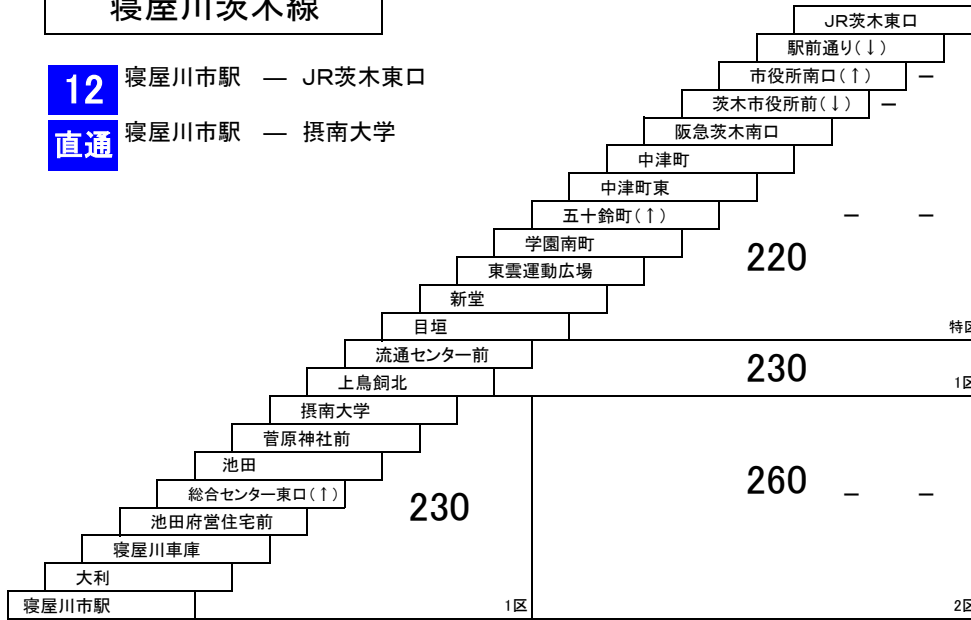 寝屋川茨木線
12 寝屋川市駅 ― JR茨木東口
直通 寝屋川市駅 ― 摂南大学
JR茨木東口
駅前通り(↓)
市役所南口(↑) −
茨木市役所前(↓) −
阪急茨木南口
中津町
中津町東
五十鈴町(↑) − −
学園南町
220
東雲運動広場
新堂
目垣 特区
流通センター前
230
上鳥飼北 1区
摂南大学
菅原神社前
池田
260 − −
総合センター東口(↑)
230
池田府営住宅前
寝屋川車庫
大利
寝屋川市駅 1区 2区